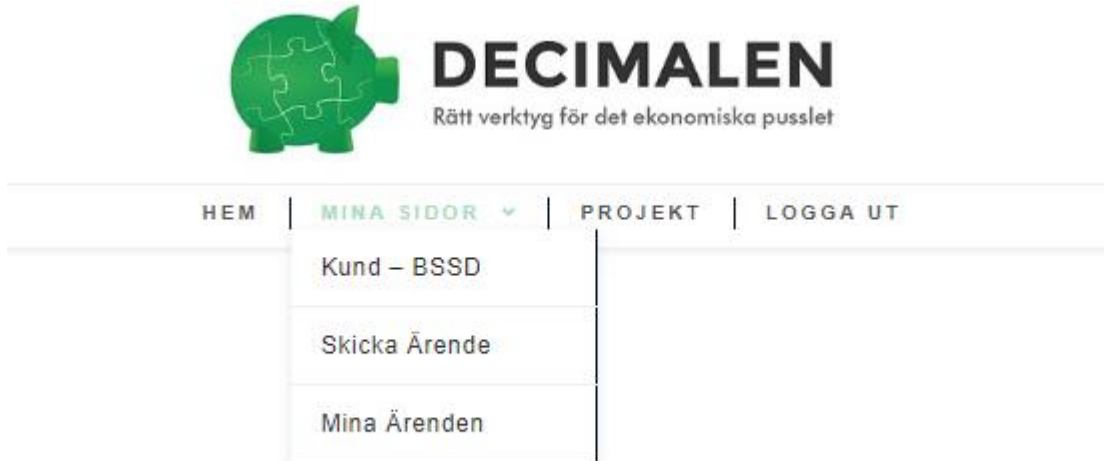 DECIMALEN
Rätt verktyg för det ekonomiska pusslet
HEM MINA SIDOR PROJEKT LOGGA UT
Kund – BSSD
Skicka Ärende
Mina Ärenden